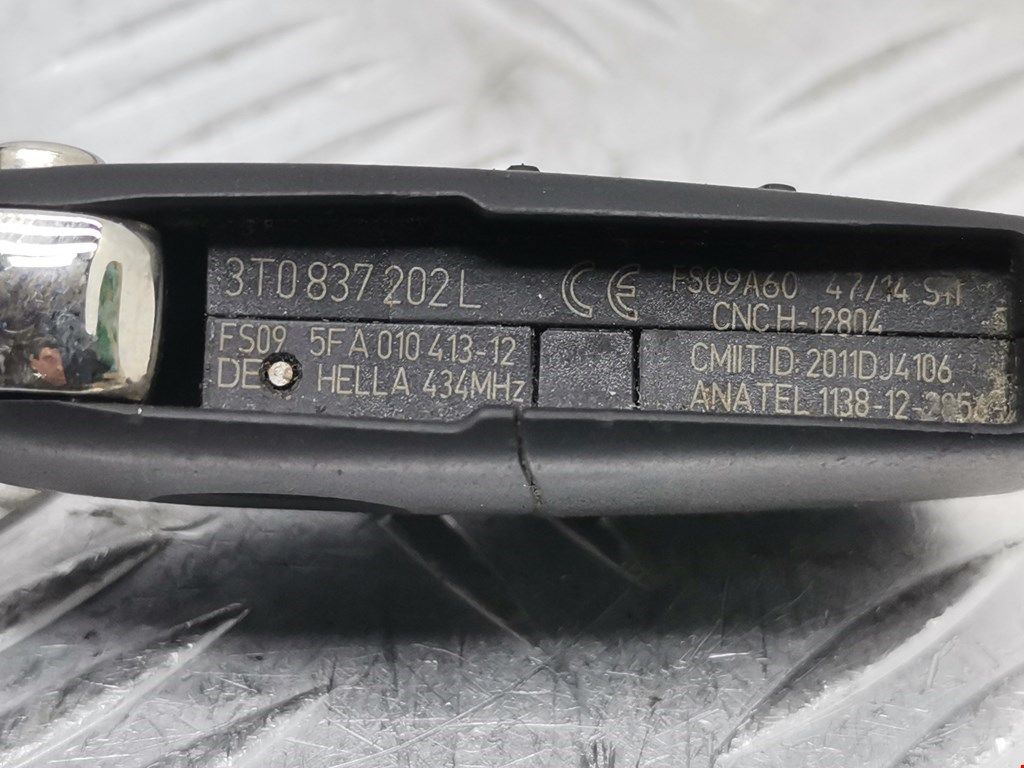 3T0 837 202 L CE FS09A60 47/14
CNC H-12804
FS09 5FA 010 413-12
DE HELLA 434MHz
CMIIT ID: 2011DJ4106
ANATEL 1138-12-